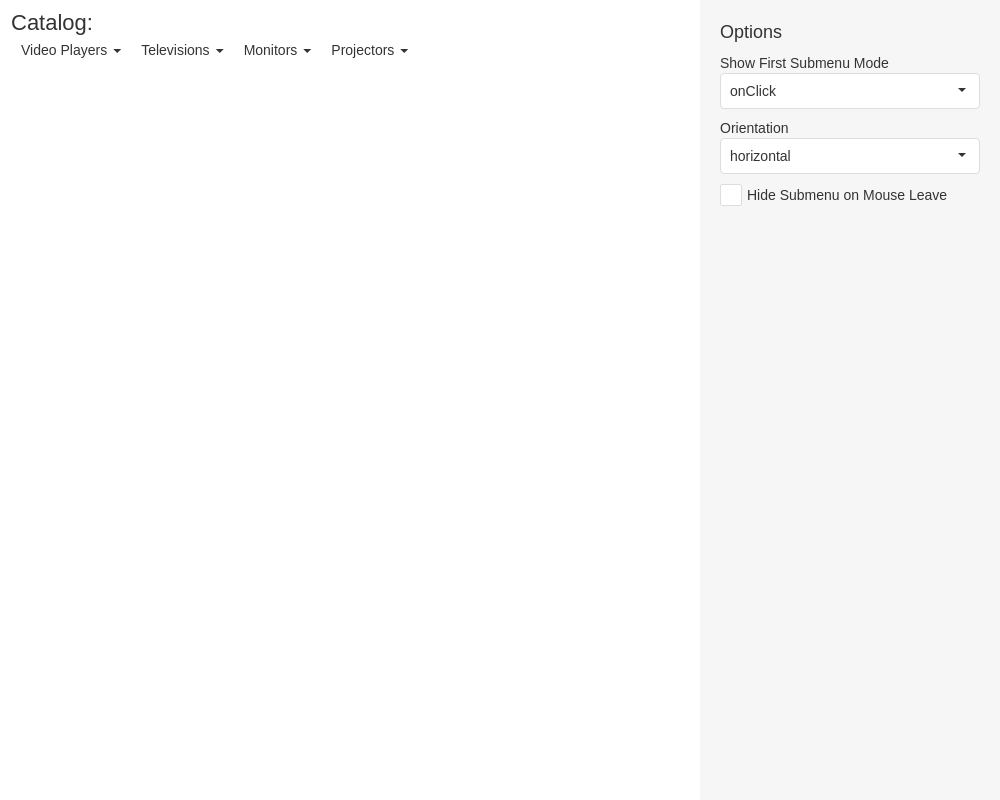 Catalog:
Video Players Televisions Monitors Projectors
Options
Show First Submenu Mode
onClick
Orientation
horizontal
Hide Submenu on Mouse Leave